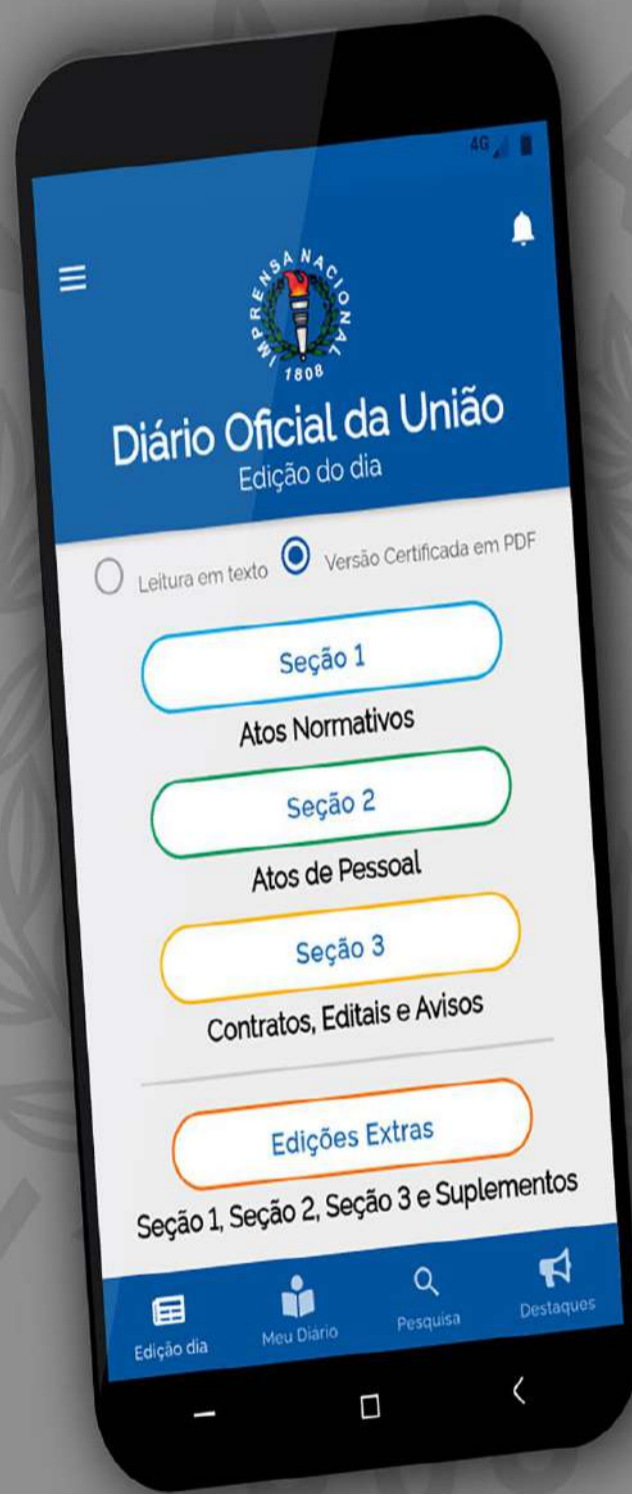 4G
IMPRENSA NACIONAL
1808
Diário Oficial da União
Edição do dia
Leitura em texto Versão Certificada em PDF
Seção 1
Atos Normativos
Seção 2
Atos de Pessoal
Seção 3
Contratos, Editais e Avisos
Edições Extras
Seção 1, Seção 2, Seção 3 e Suplementos
Edição dia Meu Diário Pesquisa Destaques